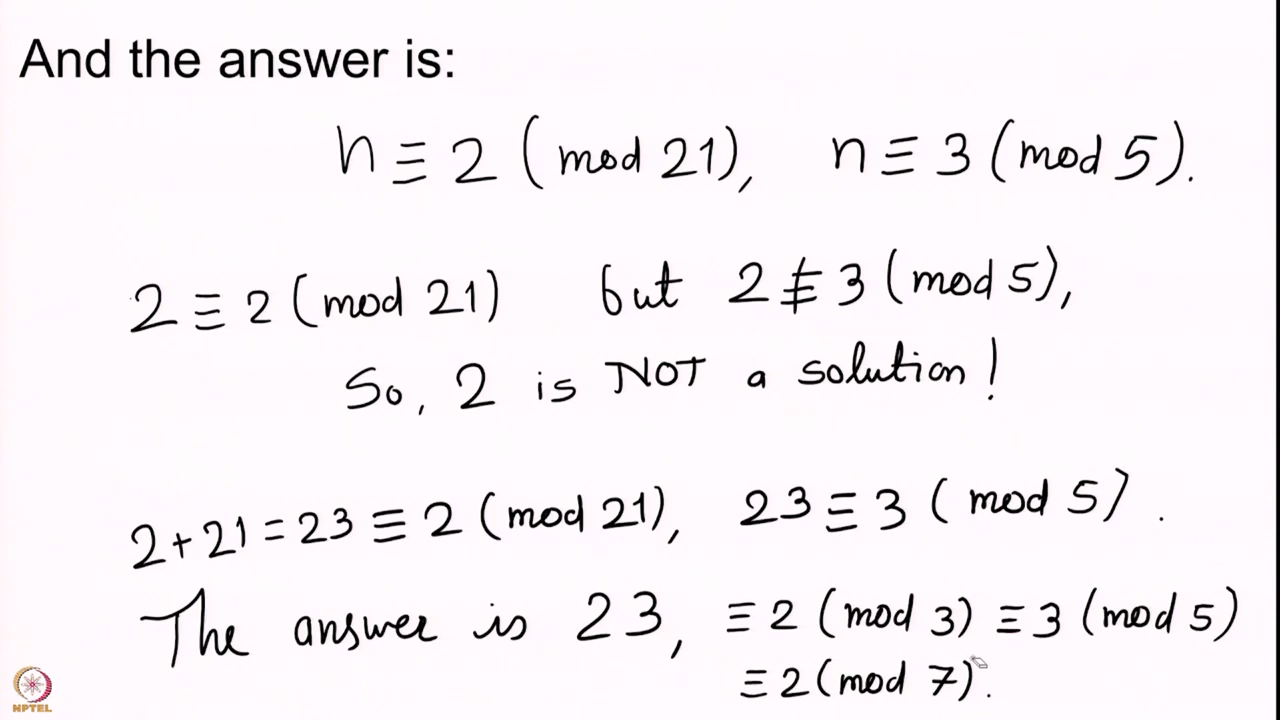 And the answer is:
n ≡ 2 (mod 21), n ≡ 3 (mod 5).
2 ≡ 2 (mod 21) but 2 ≢ 3 (mod 5),
So, 2 is NOT a solution!
2+21 = 23 ≡ 2 (mod 21), 23 ≡ 3 (mod 5).
The answer is 23, ≡ 2 (mod 3) ≡ 3 (mod 5)
≡ 2 (mod 7).
NPTEL